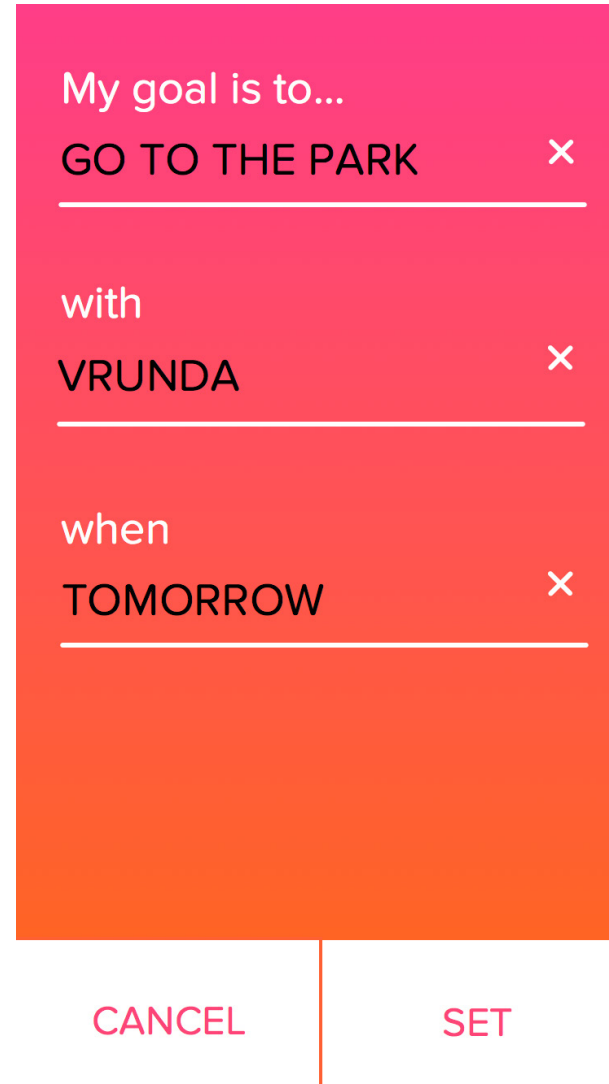 My goal is to...
GO TO THE PARK
with
VRUNDA
when
TOMORROW
CANCEL
SET